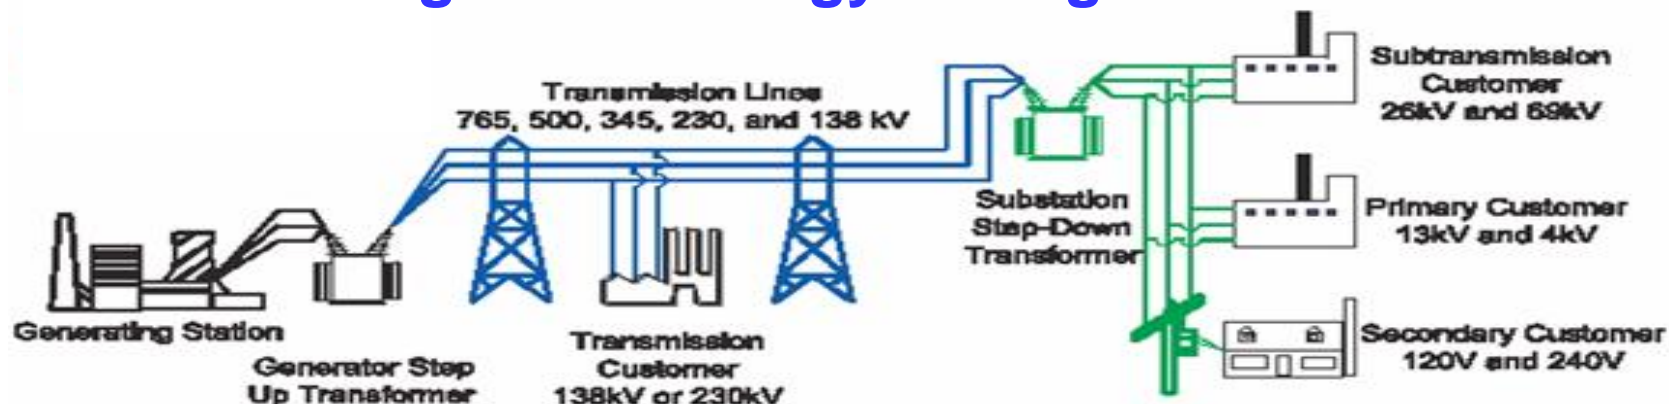 Transmission Lines
765, 500, 345, 230, and 138 kV
Subtransmission
Customer
26kV and 69kV
Substation
Step-Down
Transformer
Primary Customer
13kV and 4kV
Generating Station
Generator Step
Up Transformer
Transmission
Customer
138kV or 230kV
Secondary Customer
120V and 240V